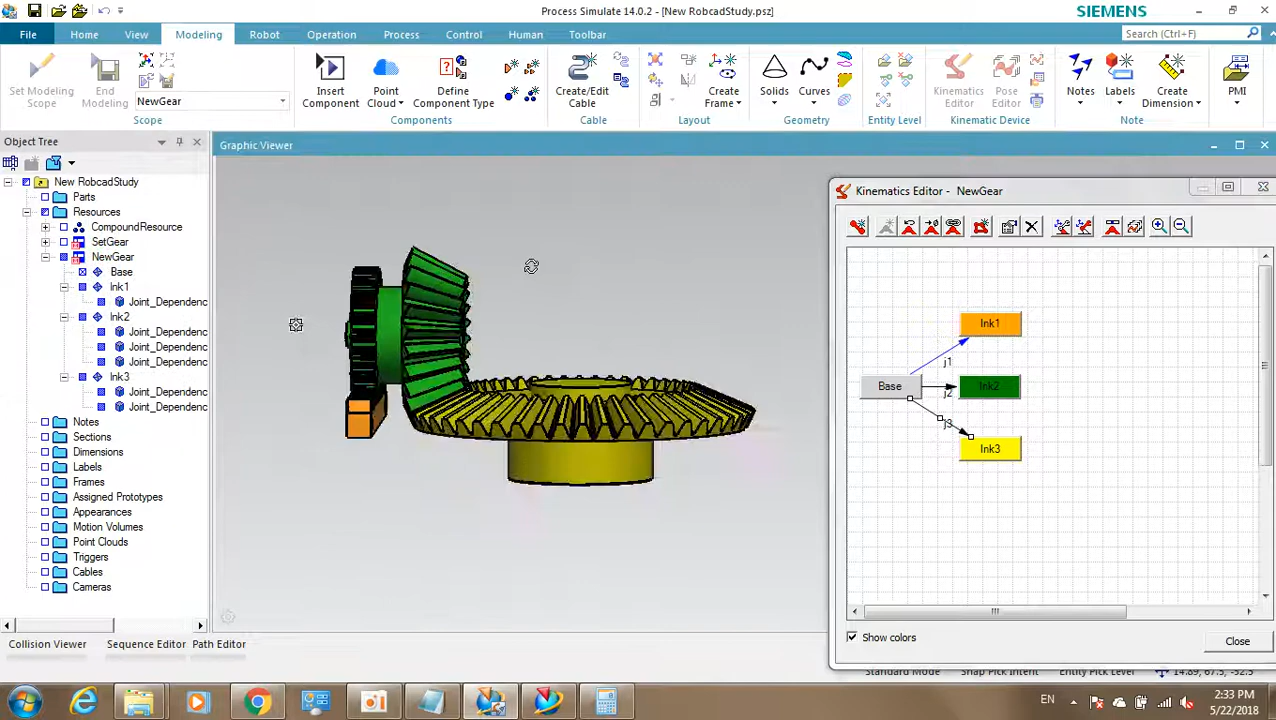 Process Simulate 14.0.2 - [New RobcadStudy.psz]
SIEMENS
File Home View Modeling Robot Operation Process Control Human Toolbar
Search (Ctrl+F)
Set Modeling Scope
End Modeling
NewGear
Scope
Insert Component
Point Cloud
Define Component Type
Components
Create/Edit Cable
Cable
Create Frame
Layout
Solids
Curves
Geometry
Entity Level
Kinematics Editor
Pose Editor
Kinematic Device
Notes
Labels
Create Dimension
Note
PMI
Object Tree
New RobcadStudy
Parts
Resources
CompoundResource
SetGear
NewGear
Base
lnk1
Joint_Dependenc
lnk2
Joint_Dependenc
Joint_Dependenc
Joint_Dependenc
lnk3
Joint_Dependenc
Joint_Dependenc
Notes
Sections
Dimensions
Labels
Frames
Assigned Prototypes
Appearances
Motion Volumes
Point Clouds
Triggers
Cables
Cameras
Graphic Viewer
Kinematics Editor - NewGear
lnk1
j1
Base
lnk2
j2
j3
lnk3
Show colors
Close
Collision Viewer Sequence Editor Path Editor
Standard Mode Snap Pick Intent Entity Pick Level
EN
2:33 PM
5/22/2018